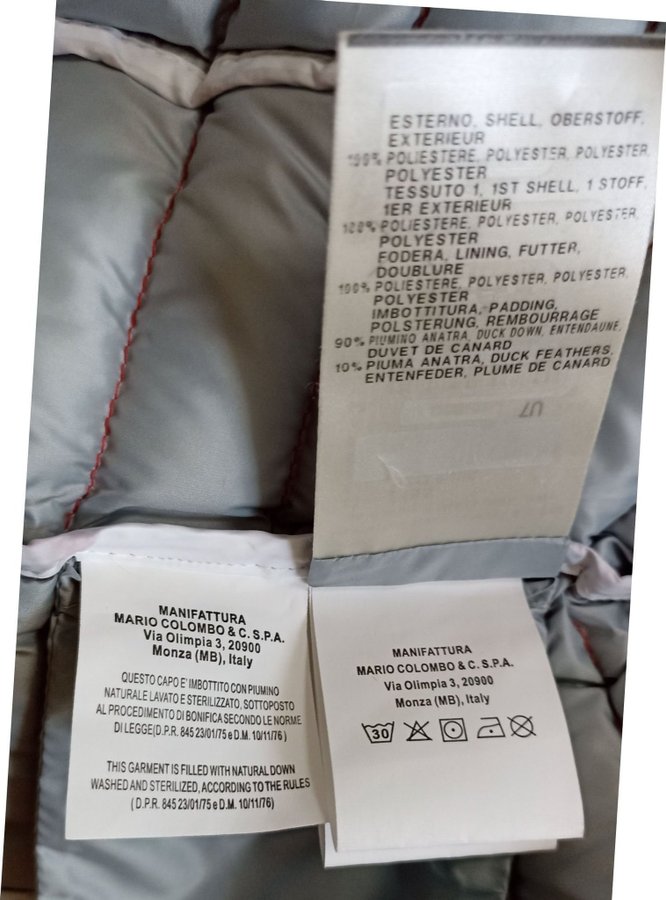 ESTERNO, SHELL, OBERSTOFF,
EXTERIEUR
100% POLIESTERE, POLYESTER, POLYESTER,
POLYESTER
TESSUTO 1, 1ST SHELL, 1 STOFF,
1ER EXTERIEUR
100% POLIESTERE, POLYESTER, POLYESTER,
POLYESTER
FODERA, LINING, FUTTER,
DOUBLURE
100% POLIESTERE, POLYESTER, POLYESTER,
POLYESTER
IMBOTTITURA, PADDING,
POLSTERUNG, REMBOURRAGE
90% PIUMINO ANATRA, DUCK DOWN, ENTENDAUNE,
DUVET DE CANARD
10% PIUMA ANATRA, DUCK FEATHERS,
ENTENFEDER, PLUME DE CANARD
U7
MANIFATTURA
MARIO COLOMBO & C. S.P.A.
Via Olimpia 3, 20900
Monza (MB), Italy
QUESTO CAPO E' IMBOTTITO CON PIUMINO
NATURALE LAVATO E STERILIZZATO, SOTTOPOSTO
AL PROCEDIMENTO DI BONIFICA SECONDO LE NORME
DI LEGGE(D.P.R. 845 23/01/75 e D.M. 10/11/76 )
THIS GARMENT IS FILLED WITH NATURAL DOWN
WASHED AND STERILIZED, ACCORDING TO THE RULES
( D.P.R. 845 23/01/75 e D.M. 10/11/76)
MANIFATTURA
MARIO COLOMBO & C. S.P.A.
Via Olimpia 3, 20900
Monza (MB), Italy
30